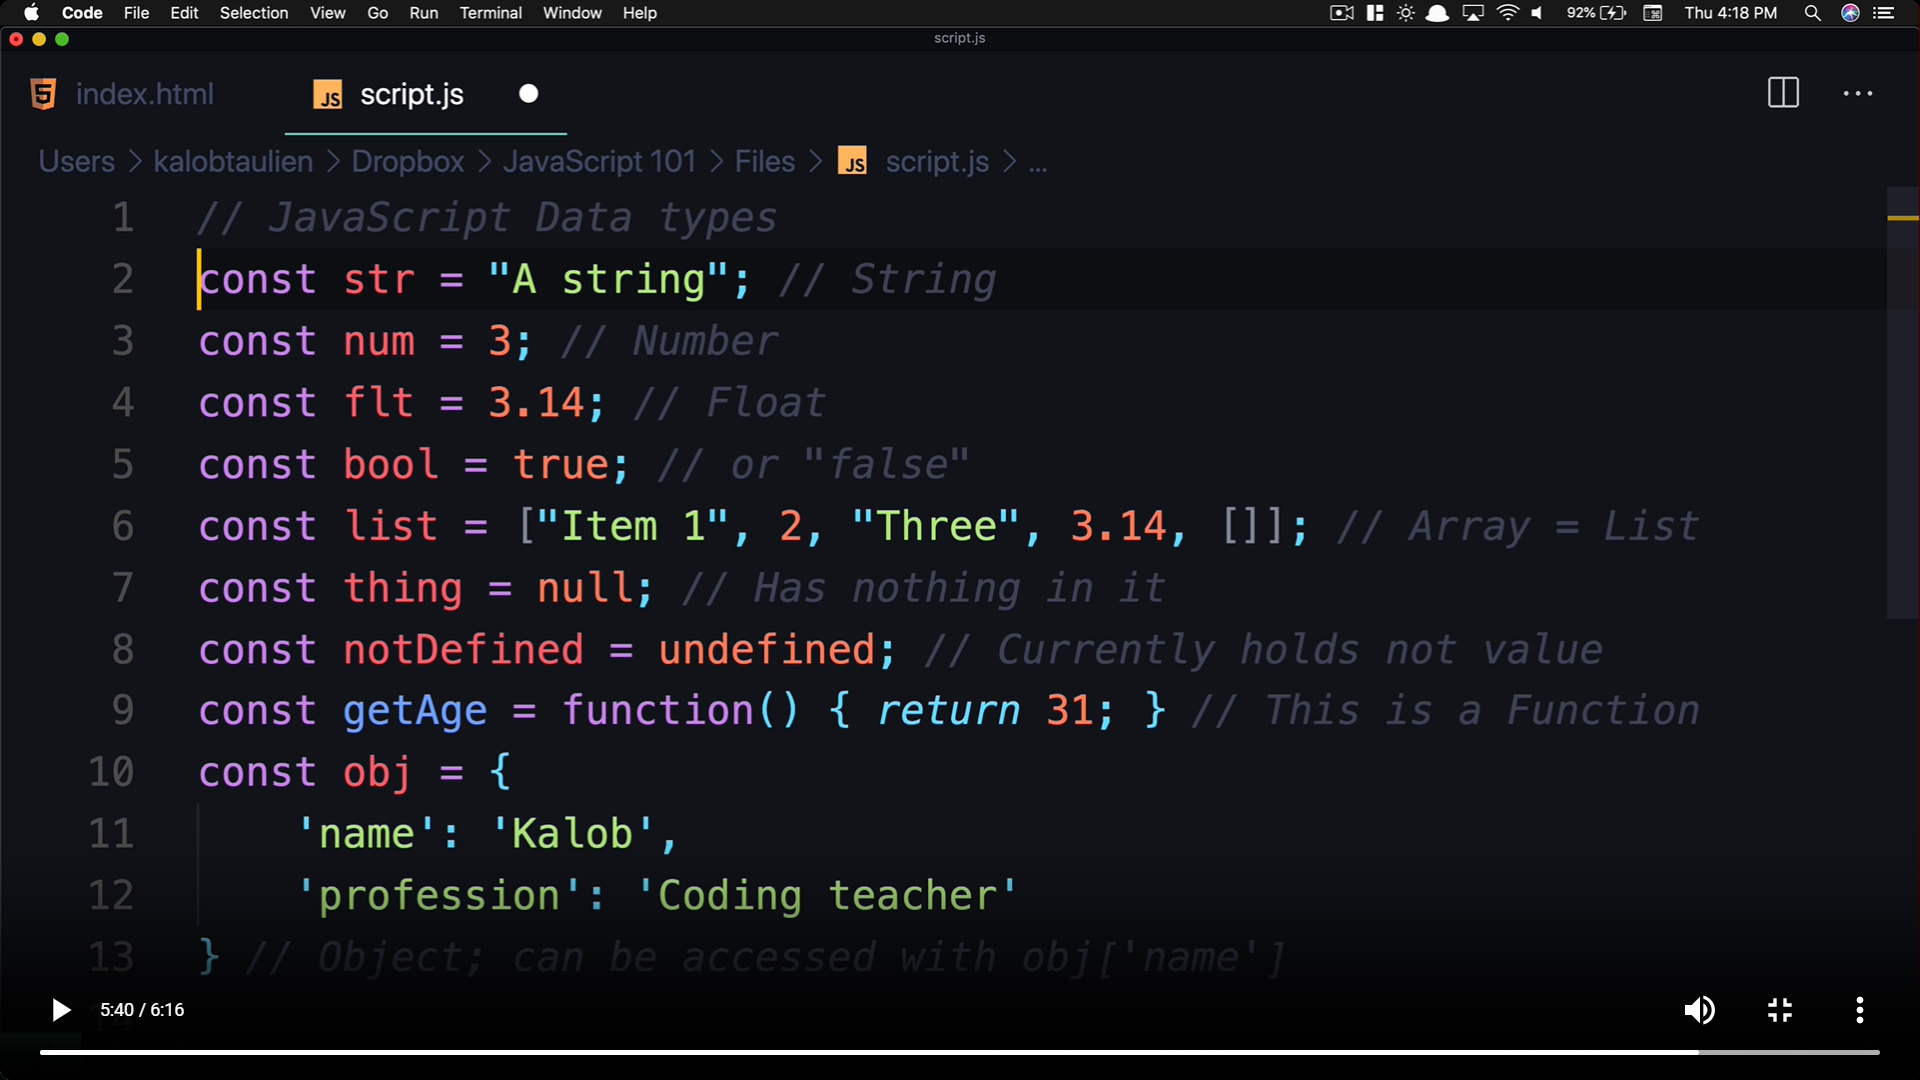 Code File Edit Selection View Go Run Terminal Window Help 92% Thu 4:18 PM
script.js
index.html JS script.js
Users > kalobtaulien > Dropbox > JavaScript 101 > Files > JS script.js > ...
1 // JavaScript Data types
2 const str = "A string"; // String
3 const num = 3; // Number
4 const flt = 3.14; // Float
5 const bool = true; // or "false"
6 const list = ["Item 1", 2, "Three", 3.14, []]; // Array = List
7 const thing = null; // Has nothing in it
8 const notDefined = undefined; // Currently holds not value
9 const getAge = function() { return 31; } // This is a Function
10 const obj = {
11 'name': 'Kalob',
12 'profession': 'Coding teacher'
13 } // Object; can be accessed with obj['name']
14
5:40 / 6:16